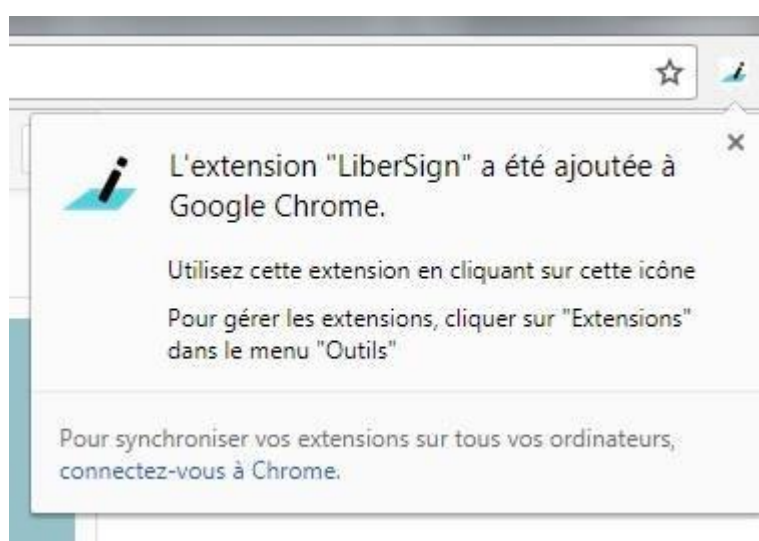 L'extension "LiberSign" a été ajoutée à
Google Chrome.
Utilisez cette extension en cliquant sur cette icône
Pour gérer les extensions, cliquer sur "Extensions"
dans le menu "Outils"
Pour synchroniser vos extensions sur tous vos ordinateurs,
connectez-vous à Chrome.